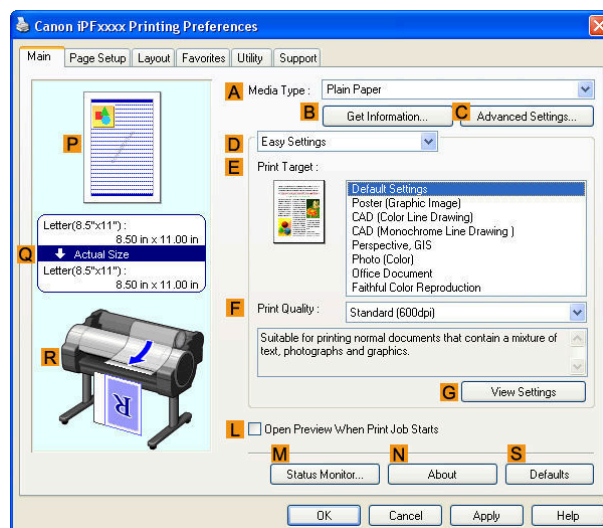 Canon iPFxxxx Printing Preferences
Main Page Setup Layout Favorites Utility Support
A Media Type : Plain Paper
B Get Information... C Advanced Settings...
P
D Easy Settings
E Print Target :
Default Settings
Poster (Graphic Image)
CAD (Color Line Drawing)
CAD (Monochrome Line Drawing )
Perspective, GIS
Photo (Color)
Office Document
Faithful Color Reproduction
Letter(8.5"x11") :
8.50 in x 11.00 in
Q Actual Size
Letter(8.5"x11") :
8.50 in x 11.00 in
F Print Quality : Standard (600dpi)
Suitable for printing normal documents that contain a mixture of
text, photographs and graphics.
R
R
G View Settings
L Open Preview When Print Job Starts
M N S
Status Monitor... About Defaults
OK Cancel Apply Help